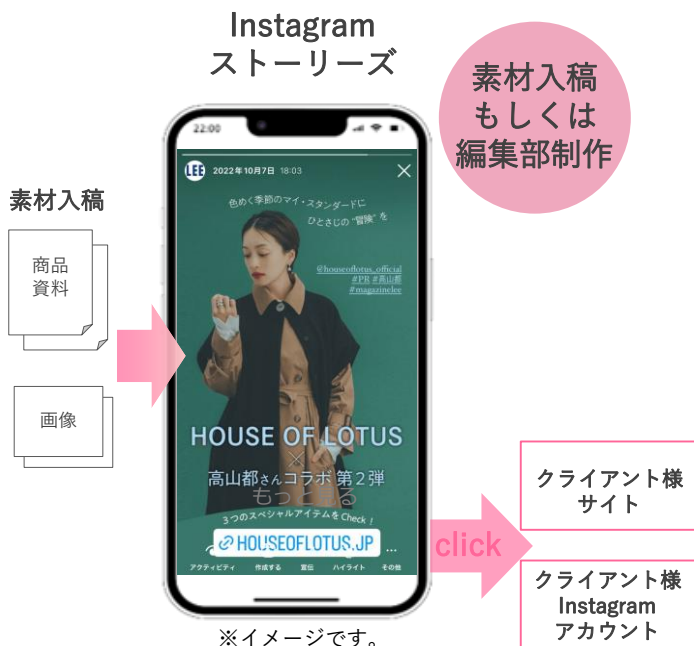 Instagram
ストーリーズ
素材入稿
もしくは
編集部制作
素材入稿
商品
資料
画像
22:00
LEE 2022年10月7日 18:03
色めく季節のマイ・スタンダードに
ひとさじの“冒険”を
@houseoflotus_official
#PR #高山都
#magazinelee
HOUSE OF LOTUS
×
高山都さんコラボ 第2弾
もっと見る
3つのスペシャルアイテムをCheck!
HOUSEOFLOTUS.JP
アクティビティ 作成する 宣伝 ハイライト その他
click
クライアント様
サイト
クライアント様
Instagram
アカウント
※イメージです。